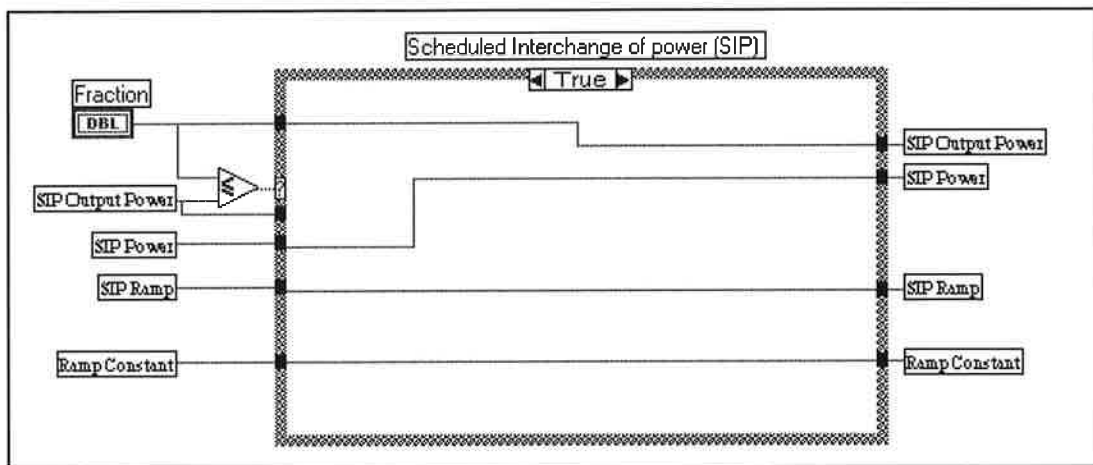 Scheduled Interchange of power (SIP)
True
Fraction
DBL
≤
?
SIP Output Power
SIP Power
SIP Ramp
Ramp Constant
SIP Output Power
SIP Power
SIP Ramp
Ramp Constant